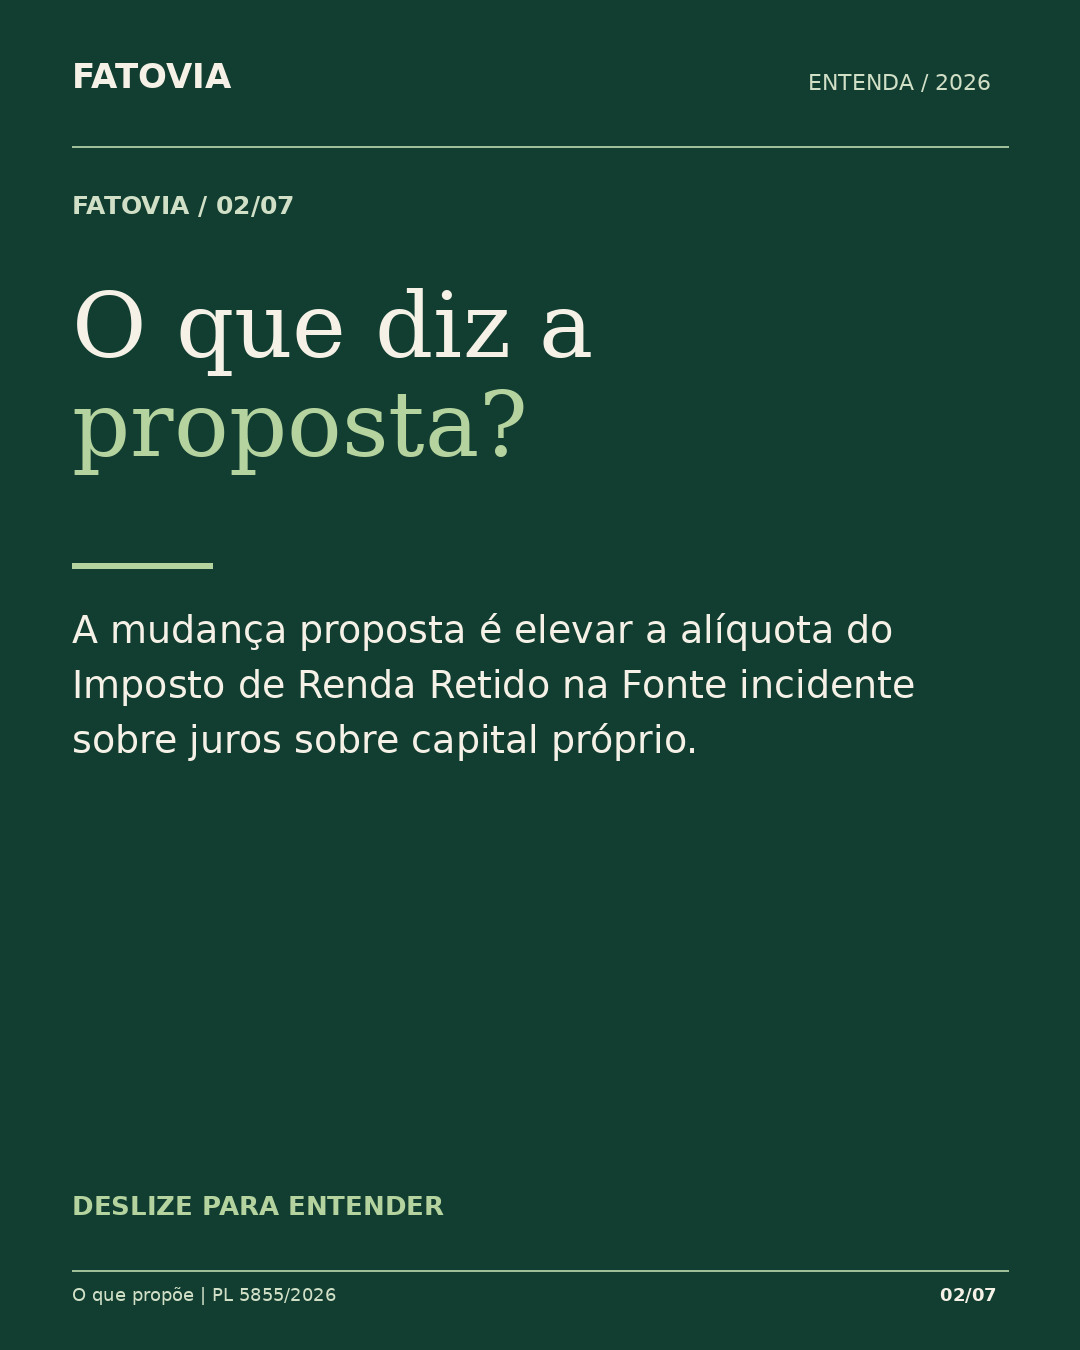 FATOVIA
ENTENDA / 2026
FATOVIA / 02/07
O que diz a
proposta?
A mudança proposta é elevar a alíquota do
Imposto de Renda Retido na Fonte incidente
sobre juros sobre capital próprio.
DESLIZE PARA ENTENDER
O que propõe | PL 5855/2026
02/07